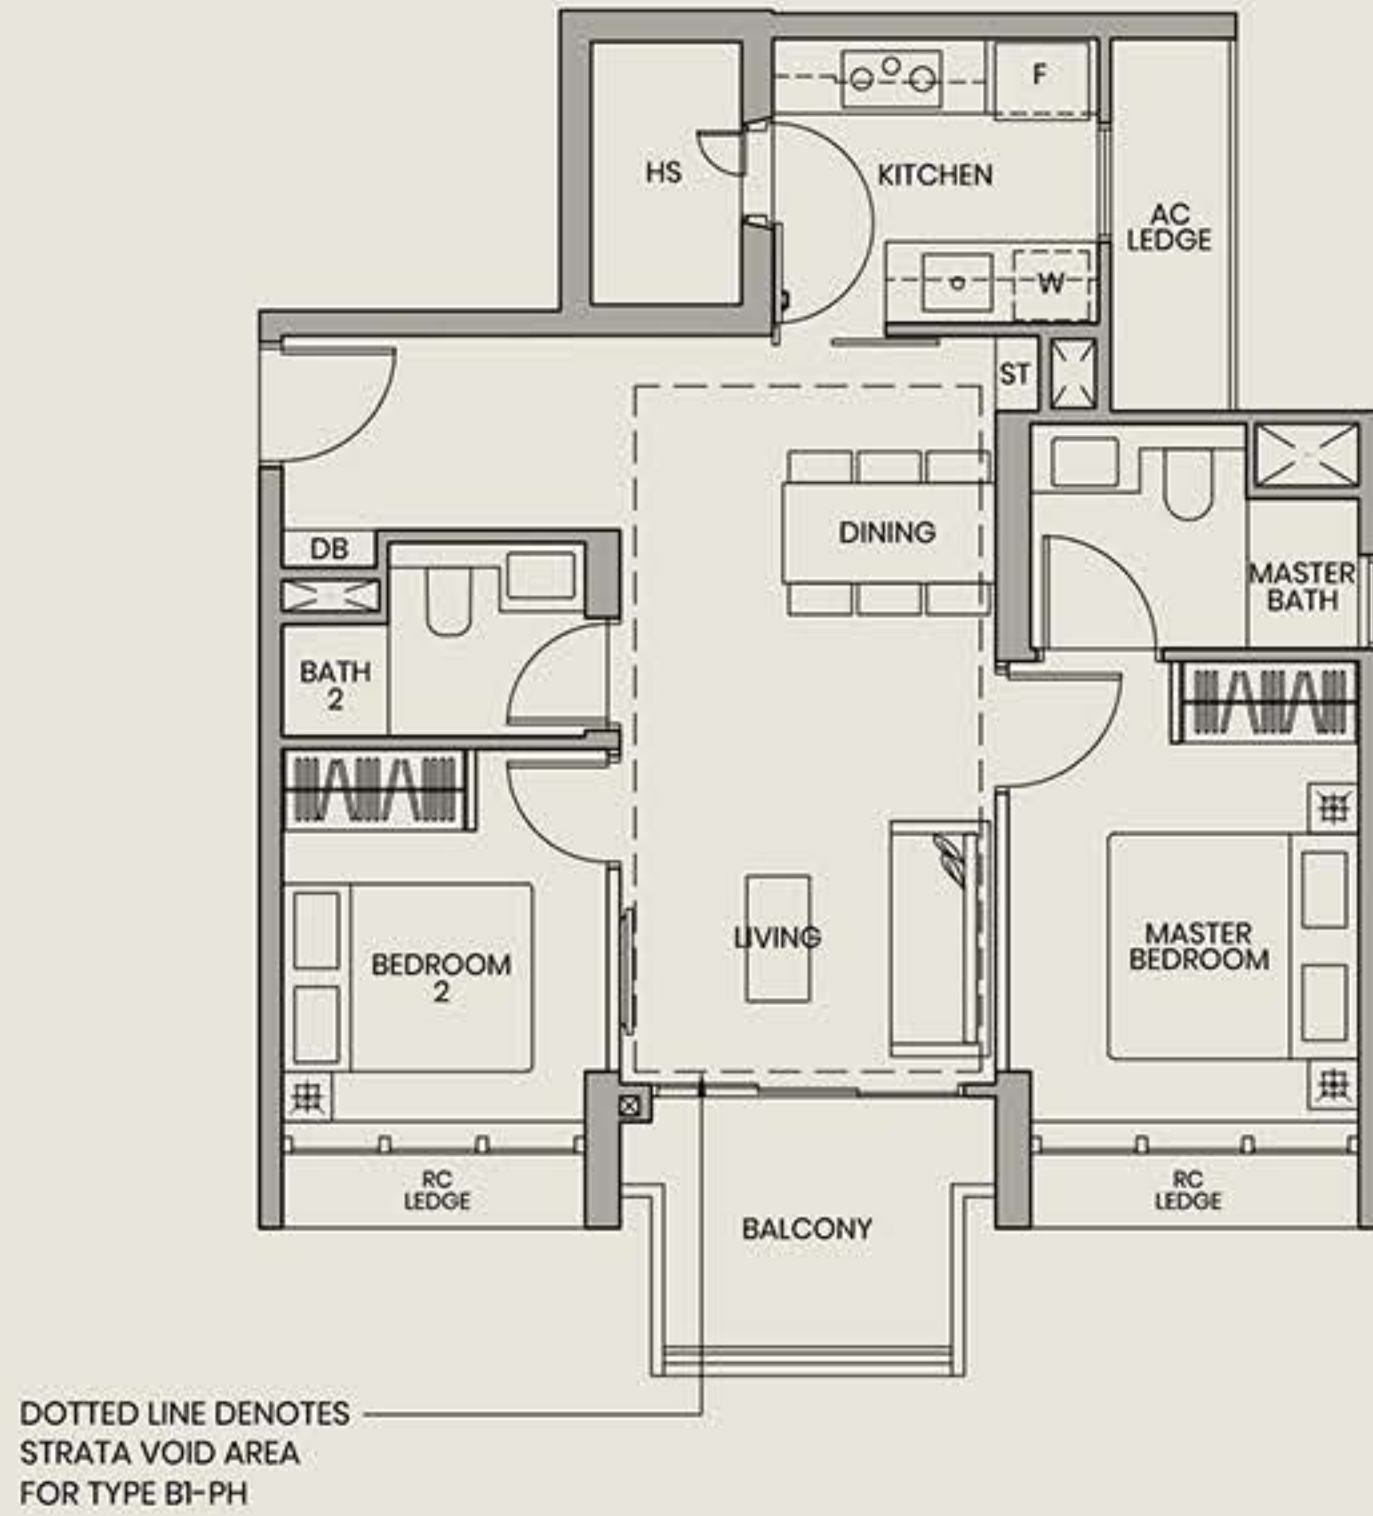 F
HS
KITCHEN
AC
LEDGE
W
ST
DINING
DB
MASTER
BATH
BATH
2
LIVING
MASTER
BEDROOM
BEDROOM
2
RC
LEDGE
RC
LEDGE
BALCONY
DOTTED LINE DENOTES
STRATA VOID AREA
FOR TYPE B1-PH